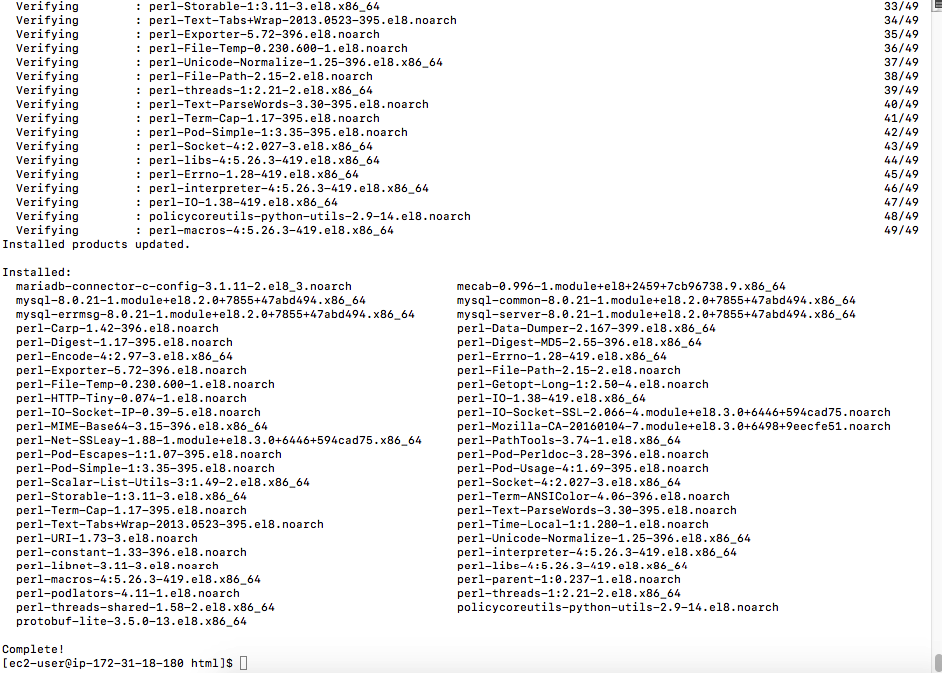 Verifying : perl-Storable-1:3.11-3.el8.x86_64 33/49
Verifying : perl-Text-Tabs+Wrap-2013.0523-395.el8.noarch 34/49
Verifying : perl-Exporter-5.72-396.el8.noarch 35/49
Verifying : perl-File-Temp-0.230.600-1.el8.noarch 36/49
Verifying : perl-Unicode-Normalize-1.25-396.el8.x86_64 37/49
Verifying : perl-File-Path-2.15-2.el8.noarch 38/49
Verifying : perl-threads-1:2.21-2.el8.x86_64 39/49
Verifying : perl-Text-ParseWords-3.30-395.el8.noarch 40/49
Verifying : perl-Term-Cap-1.17-395.el8.noarch 41/49
Verifying : perl-Pod-Simple-1:3.35-395.el8.noarch 42/49
Verifying : perl-Socket-4:2.027-3.el8.x86_64 43/49
Verifying : perl-libs-4:5.26.3-419.el8.x86_64 44/49
Verifying : perl-Errno-1.28-419.el8.x86_64 45/49
Verifying : perl-interpreter-4:5.26.3-419.el8.x86_64 46/49
Verifying : perl-IO-1.38-419.el8.x86_64 47/49
Verifying : policycoreutils-python-utils-2.9-14.el8.noarch 48/49
Verifying : perl-macros-4:5.26.3-419.el8.x86_64 49/49
Installed products updated.
Installed:
mariadb-connector-c-config-3.1.11-2.el8_3.noarch mecab-0.996-1.module+el8+2459+7cb96738.9.x86_64
mysql-8.0.21-1.module+el8.2.0+7855+47abd494.x86_64 mysql-common-8.0.21-1.module+el8.2.0+7855+47abd494.x86_64
mysql-errmsg-8.0.21-1.module+el8.2.0+7855+47abd494.x86_64 mysql-server-8.0.21-1.module+el8.2.0+7855+47abd494.x86_64
perl-Carp-1.42-396.el8.noarch perl-Data-Dumper-2.167-399.el8.x86_64
perl-Digest-1.17-395.el8.noarch perl-Digest-MD5-2.55-396.el8.x86_64
perl-Encode-4:2.97-3.el8.x86_64 perl-Errno-1.28-419.el8.x86_64
perl-Exporter-5.72-396.el8.noarch perl-File-Path-2.15-2.el8.noarch
perl-File-Temp-0.230.600-1.el8.noarch perl-Getopt-Long-1:2.50-4.el8.noarch
perl-HTTP-Tiny-0.074-1.el8.noarch perl-IO-1.38-419.el8.x86_64
perl-IO-Socket-IP-0.39-5.el8.noarch perl-IO-Socket-SSL-2.066-4.module+el8.3.0+6446+594cad75.noarch
perl-MIME-Base64-3.15-396.el8.x86_64 perl-Mozilla-CA-20160104-7.module+el8.3.0+6498+9eecfe51.noarch
perl-Net-SSLeay-1.88-1.module+el8.3.0+6446+594cad75.x86_64 perl-PathTools-3.74-1.el8.x86_64
perl-Pod-Escapes-1:1.07-395.el8.noarch perl-Pod-Perldoc-3.28-396.el8.noarch
perl-Pod-Simple-1:3.35-395.el8.noarch perl-Pod-Usage-4:1.69-395.el8.noarch
perl-Scalar-List-Utils-3:1.49-2.el8.x86_64 perl-Socket-4:2.027-3.el8.x86_64
perl-Storable-1:3.11-3.el8.x86_64 perl-Term-ANSIColor-4.06-396.el8.noarch
perl-Term-Cap-1.17-395.el8.noarch perl-Text-ParseWords-3.30-395.el8.noarch
perl-Text-Tabs+Wrap-2013.0523-395.el8.noarch perl-Time-Local-1:1.280-1.el8.noarch
perl-URI-1.73-3.el8.noarch perl-Unicode-Normalize-1.25-396.el8.x86_64
perl-constant-1.33-396.el8.noarch perl-interpreter-4:5.26.3-419.el8.x86_64
perl-libnet-3.11-3.el8.noarch perl-libs-4:5.26.3-419.el8.x86_64
perl-macros-4:5.26.3-419.el8.x86_64 perl-parent-1:0.237-1.el8.noarch
perl-podlators-4.11-1.el8.noarch perl-threads-1:2.21-2.el8.x86_64
perl-threads-shared-1.58-2.el8.x86_64 policycoreutils-python-utils-2.9-14.el8.noarch
protobuf-lite-3.5.0-13.el8.x86_64
Complete!
[ec2-user@ip-172-31-18-180 html]$